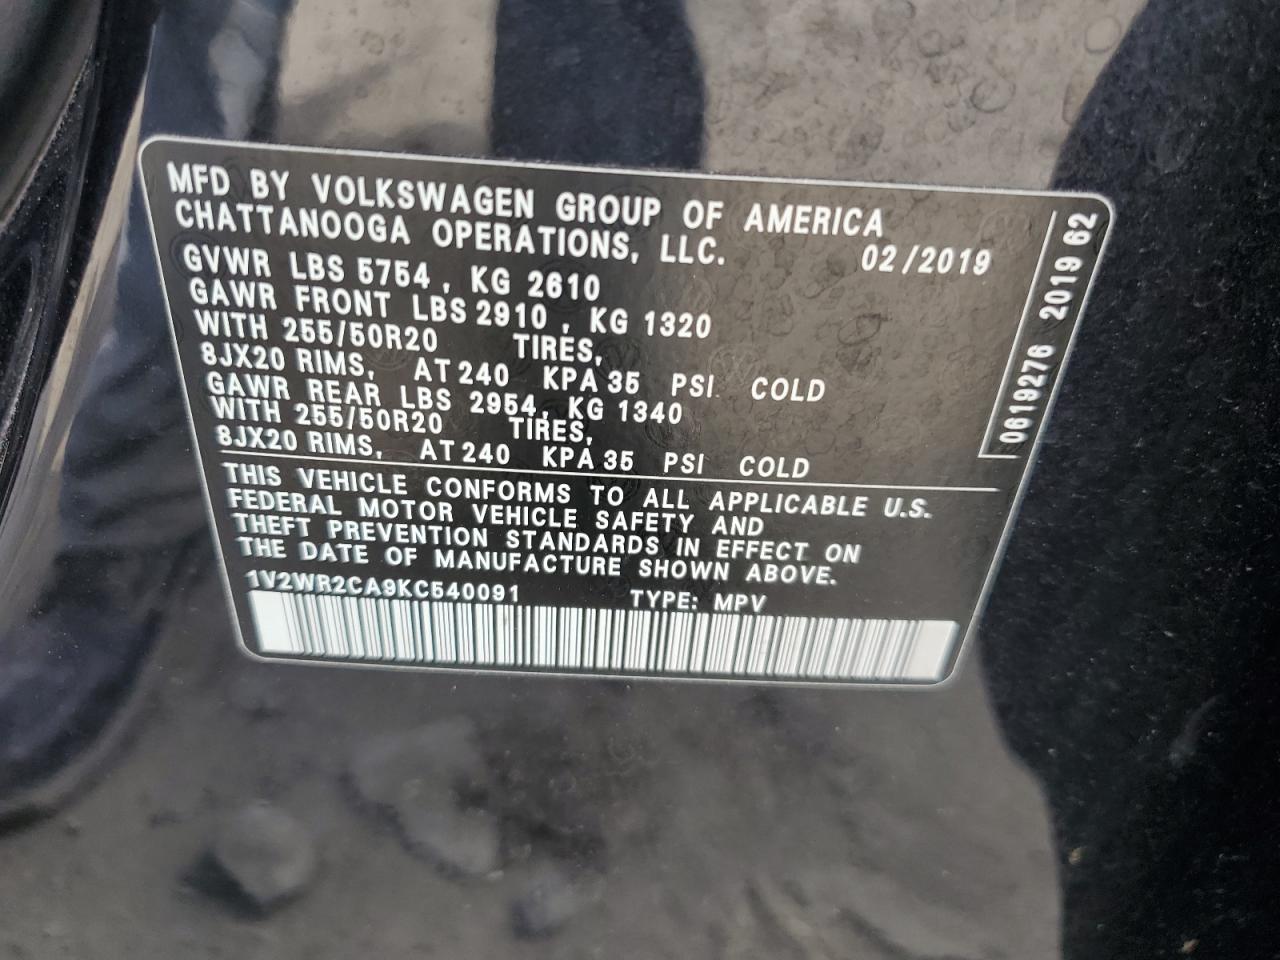 MFD BY VOLKSWAGEN GROUP OF AMERICA
CHATTANOOGA OPERATIONS, LLC. 02/2019
GVWR LBS 5754, KG 2610
GAWR FRONT LBS 2910, KG 1320
WITH 255/50R20 TIRES,
8JX20 RIMS, AT 240 KPA 35 PSI COLD
GAWR REAR LBS 2954, KG 1340
WITH 255/50R20 TIRES,
8JX20 RIMS, AT 240 KPA 35 PSI COLD
THIS VEHICLE CONFORMS TO ALL APPLICABLE U.S.
FEDERAL MOTOR VEHICLE SAFETY AND
THEFT PREVENTION STANDARDS IN EFFECT ON
THE DATE OF MANUFACTURE SHOWN ABOVE.
1V2WR2CA9KC540091 TYPE: MPV
0619276 2019 62